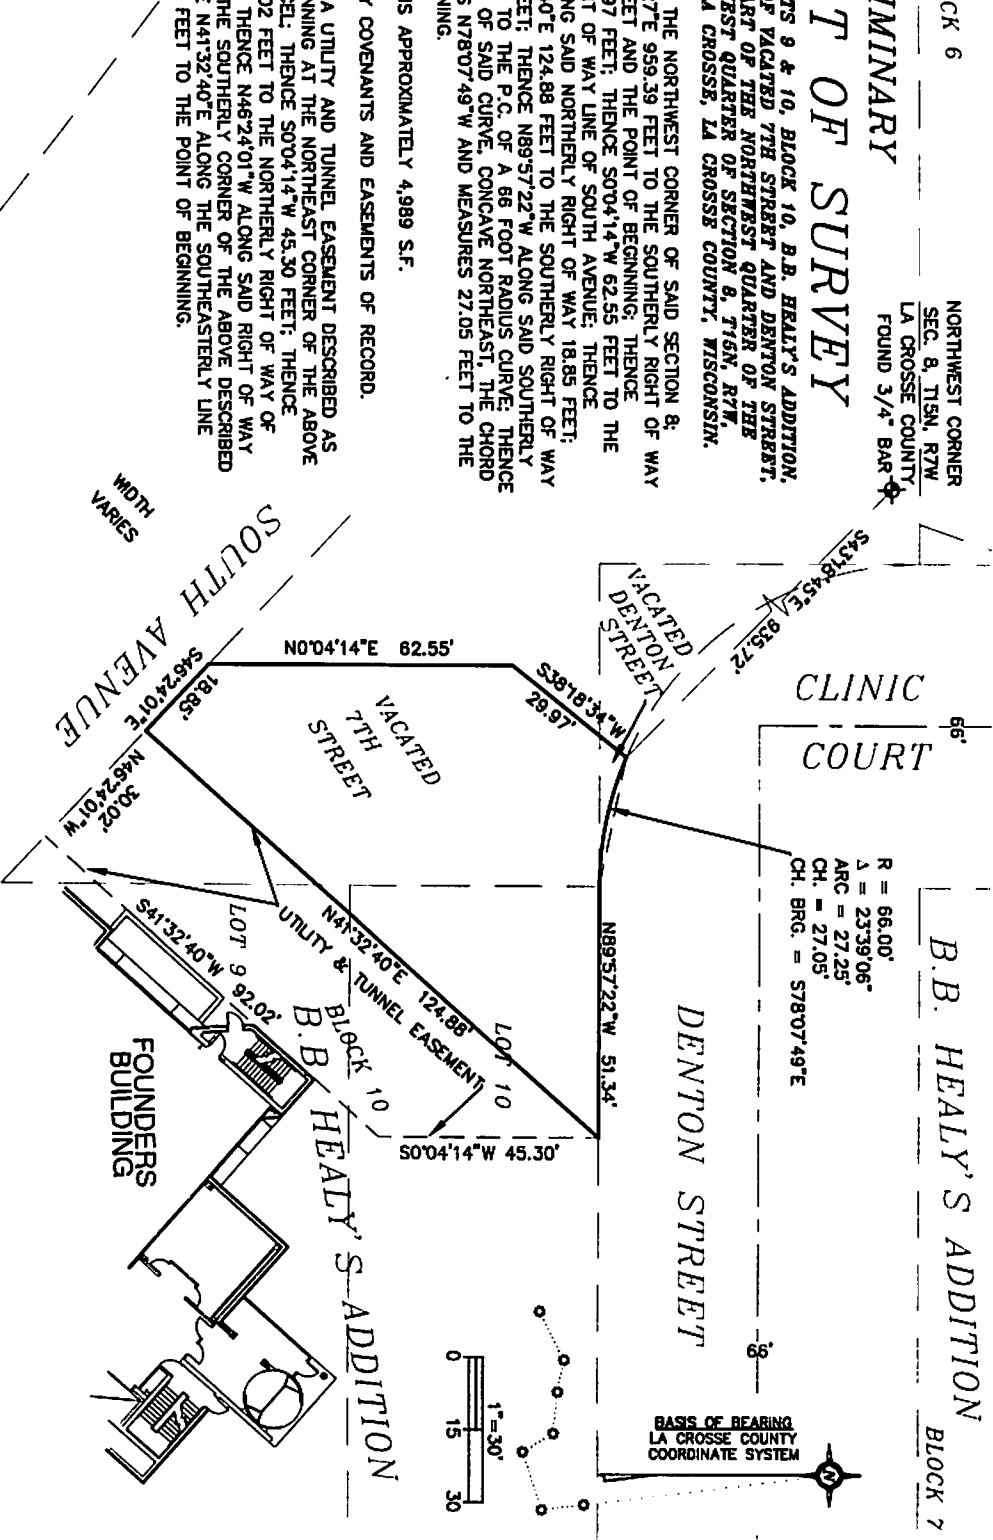 CK 6
IMINARY
T OF SURVEY
TS 9 & 10, BLOCK 10, B.B. HEALY'S ADDITION,
OF VACATED 7TH STREET AND DENTON STREET,
ART OF THE NORTHWEST QUARTER OF THE
EST QUARTER OF SECTION 8, T15N, R7W,
A CROSSE, LA CROSSE COUNTY, WISCONSIN.
THE NORTHWEST CORNER OF SAID SECTION 8;
7"E 959.39 FEET TO THE SOUTHERLY RIGHT OF WAY
EET AND THE POINT OF BEGINNING; THENCE
97 FEET; THENCE S0°04'14"W 62.55 FEET TO THE
T OF WAY LINE OF SOUTH AVENUE; THENCE
NG SAID NORTHERLY RIGHT OF WAY 18.85 FEET;
0"E 124.88 FEET TO THE SOUTHERLY RIGHT OF WAY
EET; THENCE N89°57'22"W ALONG SAID SOUTHERLY
TO THE P.C. OF A 66 FOOT RADIUS CURVE; THENCE
OF SAID CURVE, CONCAVE NORTHEAST, THE CHORD
S N78°07'49"W AND MEASURES 27.05 FEET TO THE
NING.
IS APPROXIMATELY 4,989 S.F.
Y COVENANTS AND EASEMENTS OF RECORD.
A UTILITY AND TUNNEL EASEMENT DESCRIBED AS
NNING AT THE NORTHEAST CORNER OF THE ABOVE
CEL; THENCE S0°04'14"W 45.30 FEET; THENCE
02 FEET TO THE NORTHERLY RIGHT OF WAY OF
THENCE N46°24'01"W ALONG SAID RIGHT OF WAY
THE SOUTHERLY CORNER OF THE ABOVE DESCRIBED
E N41°32'40"E ALONG THE SOUTHEASTERLY LINE
FEET TO THE POINT OF BEGINNING.
NORTHWEST CORNER
SEC. 8, T15N, R7W
LA CROSSE COUNTY,
FOUND 3/4" BAR
S43°18'45"E 935.72'
VACATED
DENTON
STREET
CLINIC
COURT
66'
S38°18'34"W
29.97'
N0°04'14"E 62.55'
VACATED
7TH
STREET
SOUTH AVENUE
WIDTH
VARIES
S46°24'01"E
18.85'
N46°24'01"W
30.02'
R = 66.00'
Δ = 23°39'06"
ARC = 27.25'
CH. = 27.05'
CH. BRG. = S78°07'49"E
N89°57'22"W 51.34'
DENTON STREET
66'
B.B. HEALY'S ADDITION
BLOCK 7
N41°32'40"E 124.88'
UTILITY & TUNNEL EASEMENT
LOT 10
LOT 9
BLOCK 10
S41°32'40"W 92.02'
S0°04'14"W 45.30'
B.B HEALY'S ADDITION
FOUNDERS
BUILDING
1"=30'
0 15 30
BASIS OF BEARING
LA CROSSE COUNTY
COORDINATE SYSTEM
N